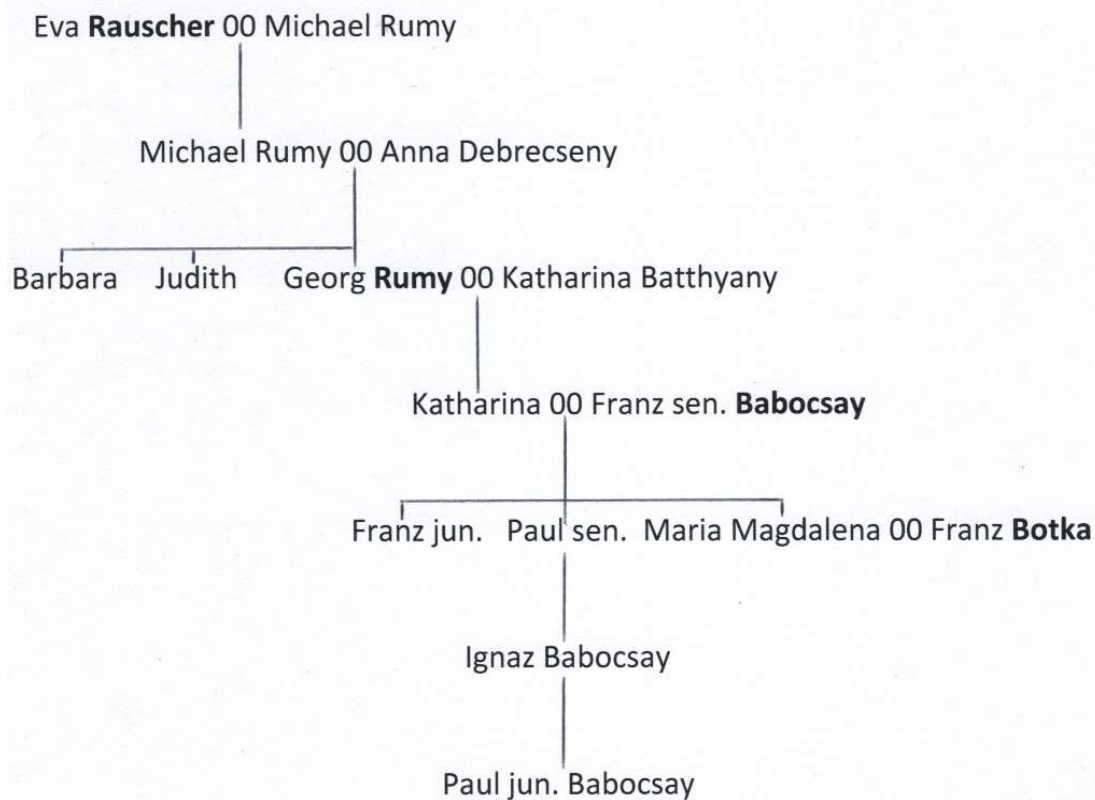 Eva Rauscher 00 Michael Rumy
Michael Rumy 00 Anna Debrecseny
Barbara Judith Georg Rumy 00 Katharina Batthyany
Katharina 00 Franz sen. Babocsay
Franz jun. Paul sen. Maria Magdalena 00 Franz Botka
Ignaz Babocsay
Paul jun. Babocsay